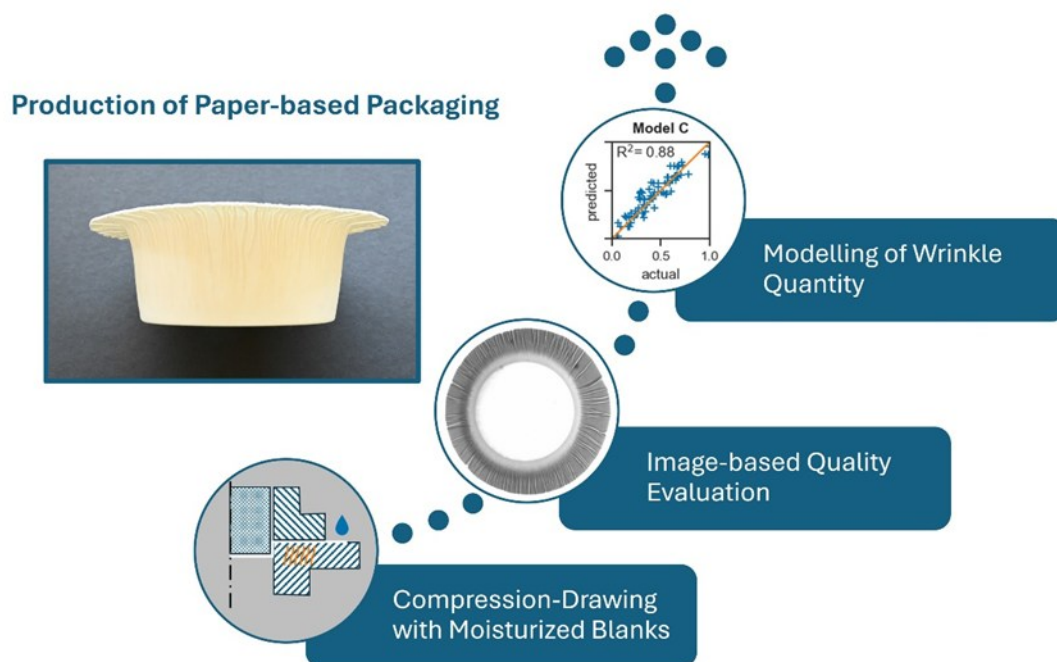 Production of Paper-based Packaging
Model C
R²= 0.88
predicted
0.0 0.5 1.0
actual
Modelling of Wrinkle
Quantity
Image-based Quality
Evaluation
Compression-Drawing
with Moisturized Blanks